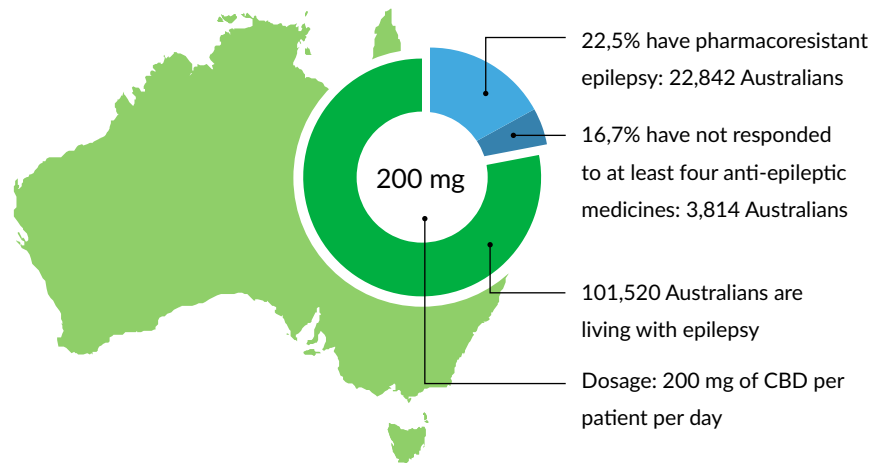 200 mg
22,5% have pharmacoresistant
epilepsy: 22,842 Australians
16,7% have not responded
to at least four anti-epileptic
medicines: 3,814 Australians
101,520 Australians are
living with epilepsy
Dosage: 200 mg of CBD per
patient per day